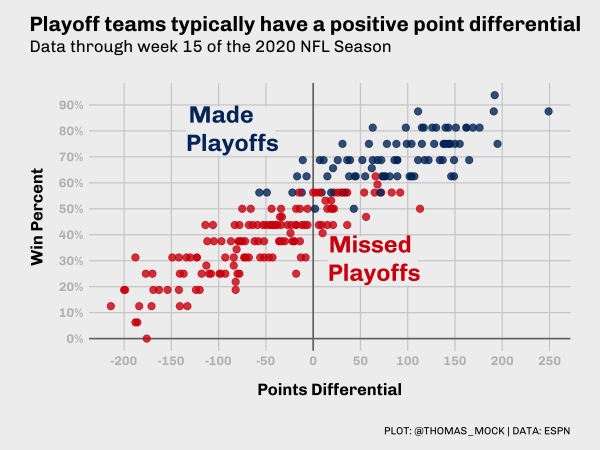 Playoff teams typically have a positive point differential
Data through week 15 of the 2020 NFL Season
Made
Playoffs
Missed
Playoffs
Win Percent
90%
80%
70%
60%
50%
40%
30%
20%
10%
0%
-200 -150 -100 -50 0 50 100 150 200 250
Points Differential
PLOT: @THOMAS_MOCK | DATA: ESPN